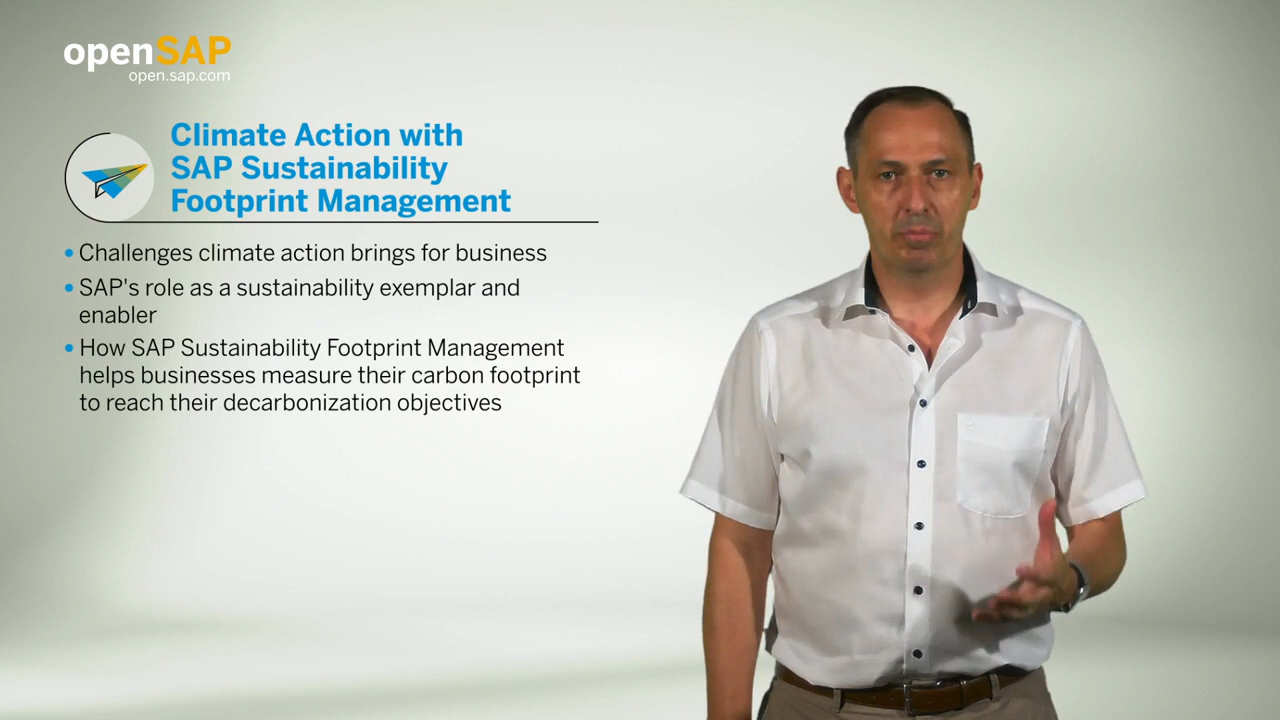 openSAP
open.sap.com
Climate Action with
SAP Sustainability
Footprint Management
• Challenges climate action brings for business
• SAP's role as a sustainability exemplar and
enabler
• How SAP Sustainability Footprint Management
helps businesses measure their carbon footprint
to reach their decarbonization objectives